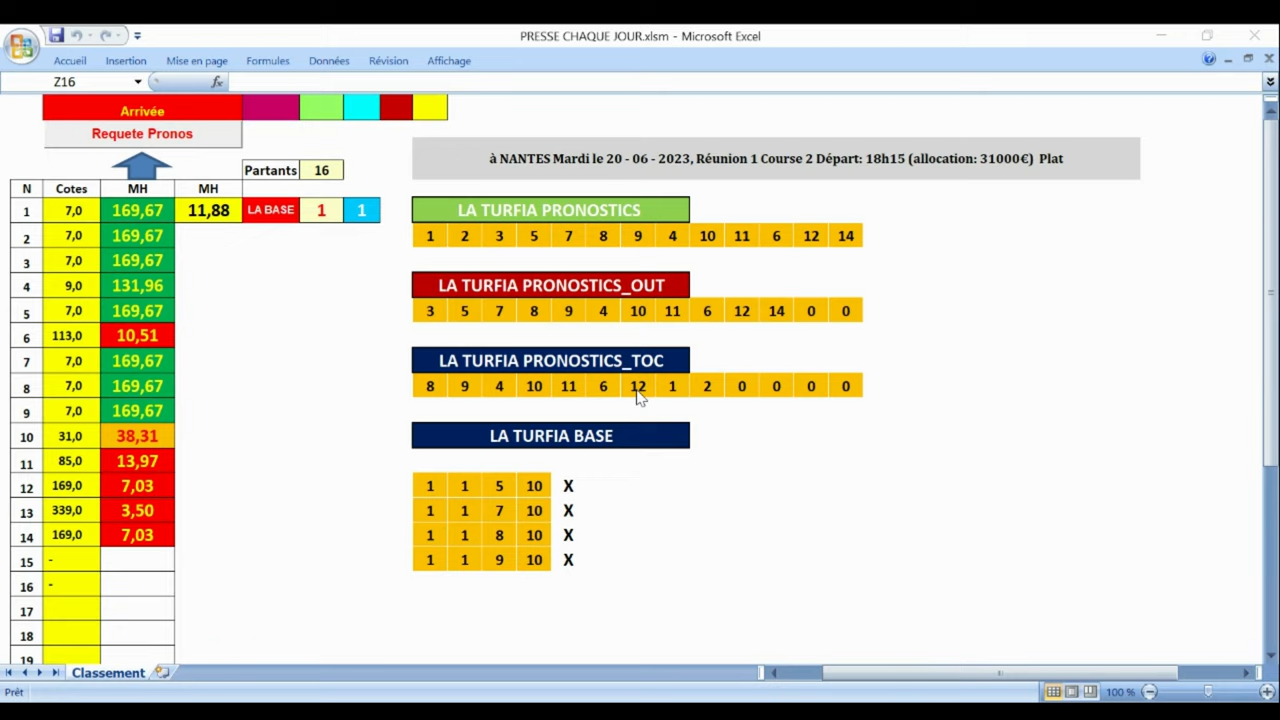 PRESSE CHAQUE JOUR.xlsm - Microsoft Excel
Accueil Insertion Mise en page Formules Données Révision Affichage
Z16 fx
Arrivée
Requete Pronos
Partants 16
à NANTES Mardi le 20 - 06 - 2023, Réunion 1 Course 2 Départ: 18h15 (allocation: 31000€) Plat
N Cotes MH MH
1 7,0 169,67 11,88 LA BASE 1 1 LA TURFIA PRONOSTICS
2 7,0 169,67 1 2 3 5 7 8 9 4 10 11 6 12 14
3 7,0 169,67
4 9,0 131,96 LA TURFIA PRONOSTICS_OUT
5 7,0 169,67 3 5 7 8 9 4 10 11 6 12 14 0 0
6 113,0 10,51
7 7,0 169,67 LA TURFIA PRONOSTICS_TOC
8 7,0 169,67 8 9 4 10 11 6 12 1 2 0 0 0 0
9 7,0 169,67
10 31,0 38,31 LA TURFIA BASE
11 85,0 13,97
12 169,0 7,03 1 1 5 10 X
13 339,0 3,50 1 1 7 10 X
14 169,0 7,03 1 1 8 10 X
15 - 1 1 9 10 X
16 -
17
18
19
Classement
Prêt 100 %